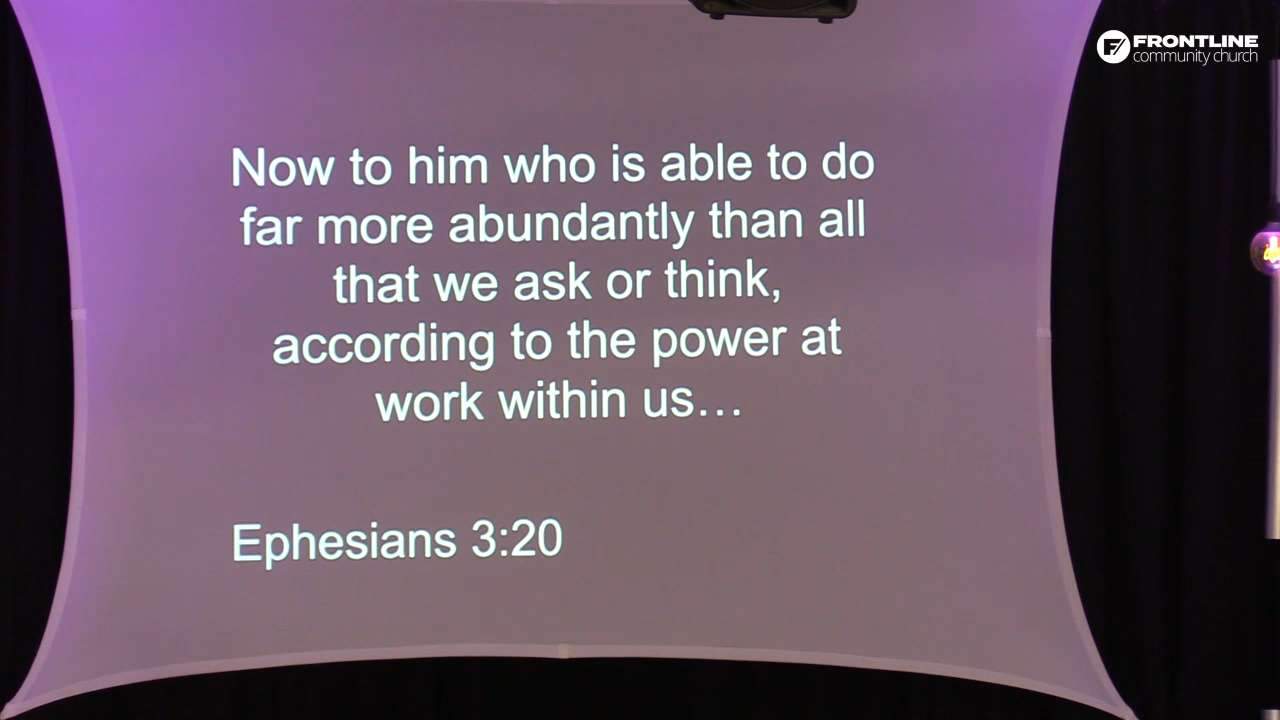 FRONTLINE
community church
Now to him who is able to do
far more abundantly than all
that we ask or think,
according to the power at
work within us…
Ephesians 3:20